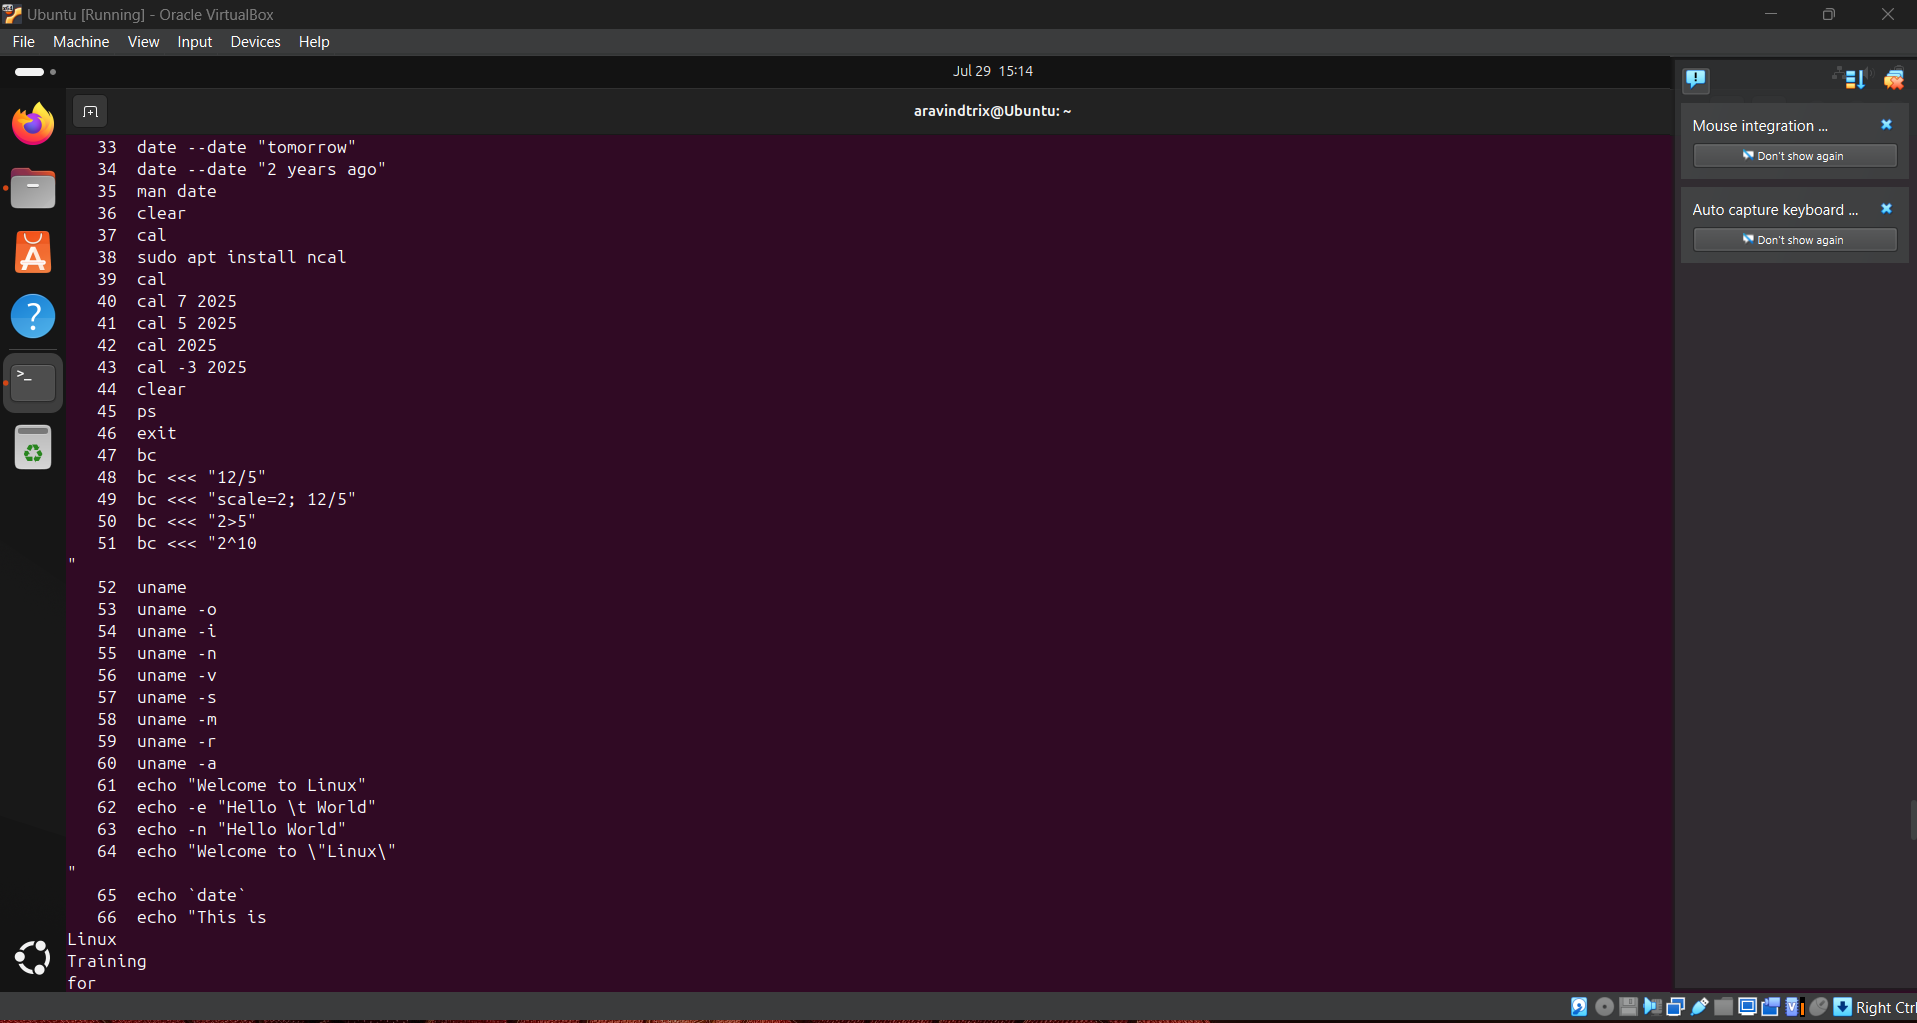 Ubuntu [Running] - Oracle VirtualBox
File Machine View Input Devices Help
Jul 29 15:14
aravindtrix@Ubuntu: ~
33 date --date "tomorrow"
34 date --date "2 years ago"
35 man date
36 clear
37 cal
38 sudo apt install ncal
39 cal
40 cal 7 2025
41 cal 5 2025
42 cal 2025
43 cal -3 2025
44 clear
45 ps
46 exit
47 bc
48 bc <<< "12/5"
49 bc <<< "scale=2; 12/5"
50 bc <<< "2>5"
51 bc <<< "2^10
"
52 uname
53 uname -o
54 uname -i
55 uname -n
56 uname -v
57 uname -s
58 uname -m
59 uname -r
60 uname -a
61 echo "Welcome to Linux"
62 echo -e "Hello \t World"
63 echo -n "Hello World"
64 echo "Welcome to \"Linux\"
"
65 echo `date`
66 echo "This is
Linux
Training
for
Mouse integration ...
Don't show again
Auto capture keyboard ...
Don't show again
Right Ctrl